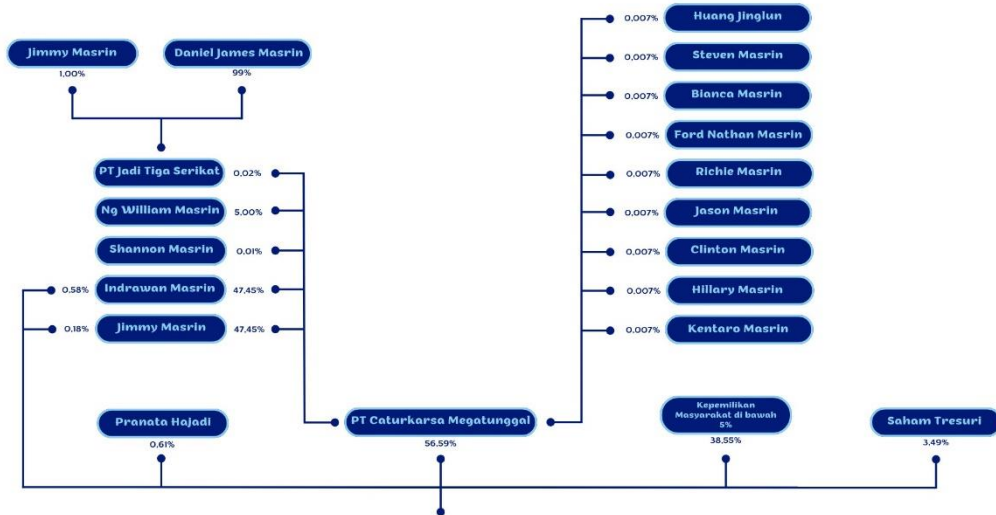 Jimmy Masrin
1,00%
Daniel James Masrin
99%
PT Jadi Tiga Serikat 0,02%
Ng William Masrin 5.00%
Shannon Masrin 0.01%
0.58% Indrawan Masrin 47,45%
0,18% Jimmy Masrin 47,45%
0,007% Huang Jinglun
0,007% Steven Masrin
0,007% Bianca Masrin
0.007% Ford Nathan Masrin
0.007% Richie Masrin
0,007% Jason Masrin
0,007% Clinton Masrin
0.007% Hillary Masrin
0.007% Kentaro Masrin
Pranata Hajadi
0,61%
PT Caturkarsa Megatunggal
56.59%
Kepemilikan
Masyarakat di bawah
5%
38,55%
Saham Tresuri
3,49%